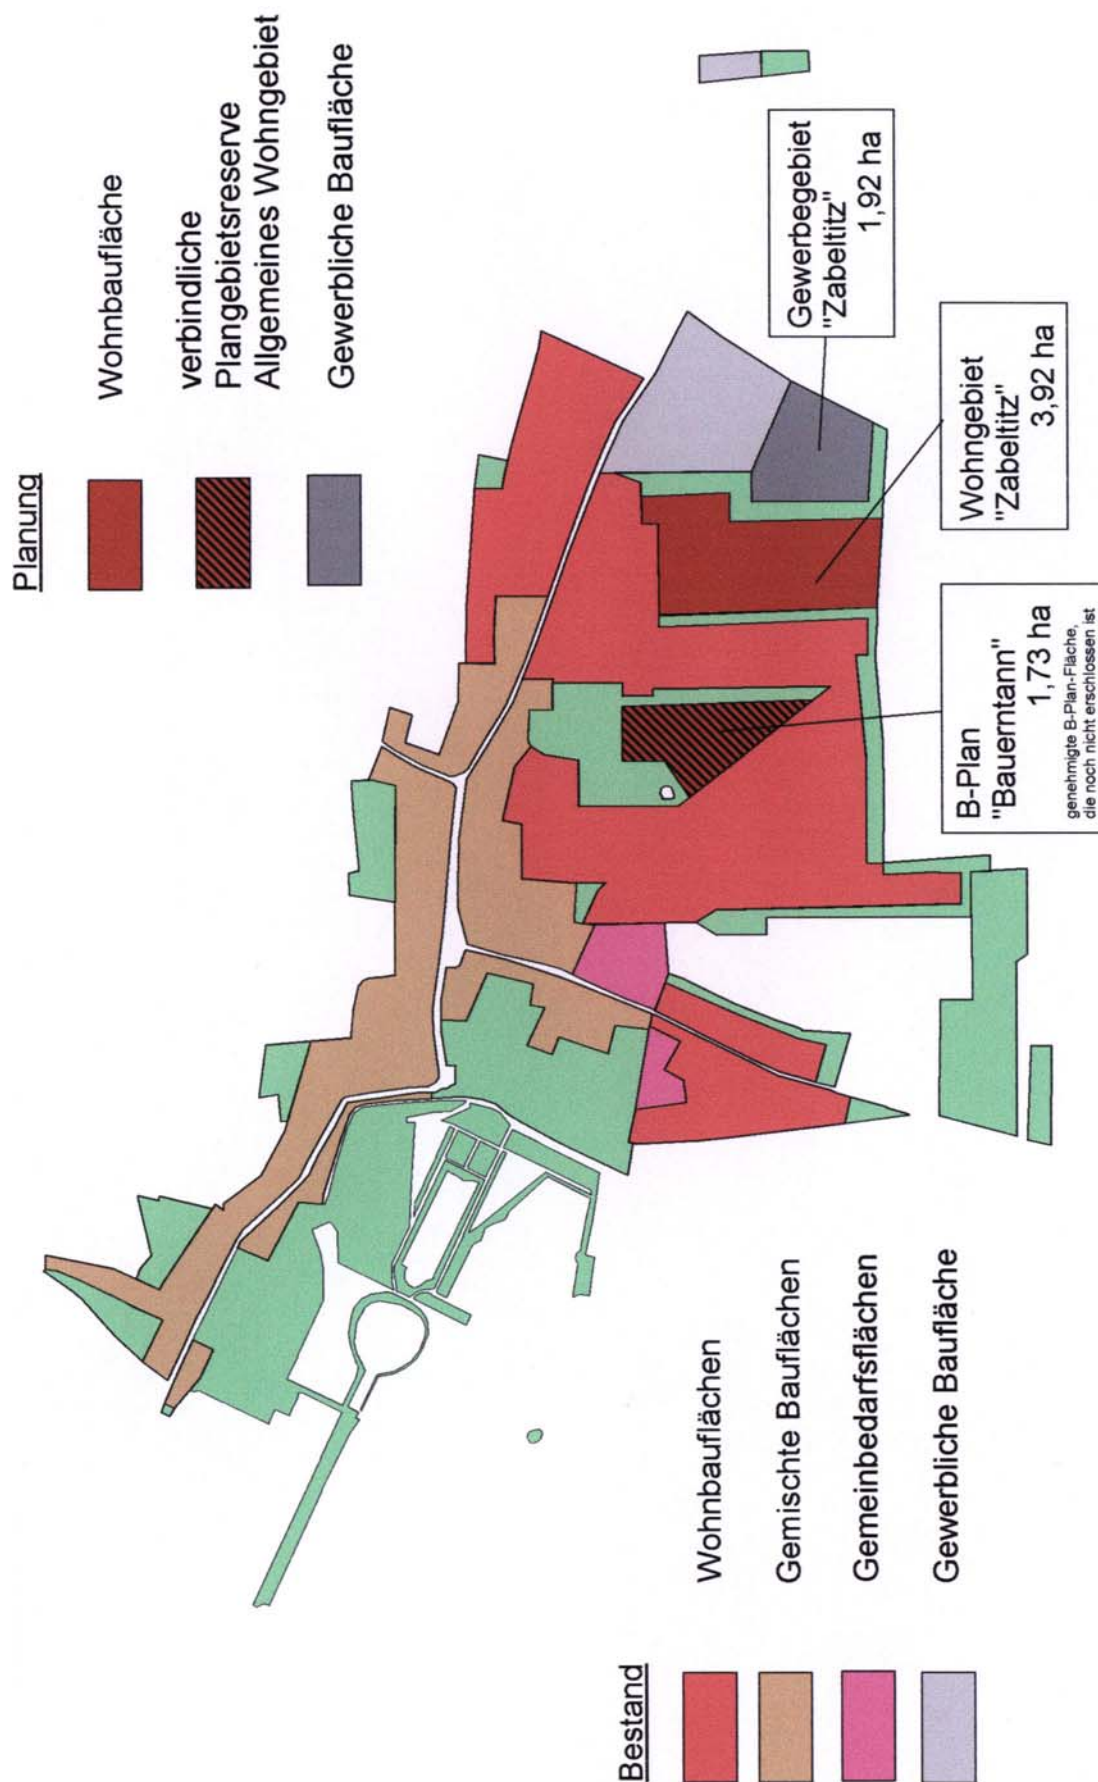 Planung
Wohnbaufläche
verbindliche
Plangebietsreserve
Allgemeines Wohngebiet
Gewerbliche Baufläche
Gewerbegebiet
"Zabeltitz"
1,92 ha
Wohngebiet
"Zabeltitz"
3,92 ha
B-Plan
"Bauerntann"
1,73 ha
genehmigte B-Plan-Fläche,
die noch nicht erschlossen ist
Bestand
Wohnbauflächen
Gemischte Bauflächen
Gemeinbedarfsflächen
Gewerbliche Baufläche